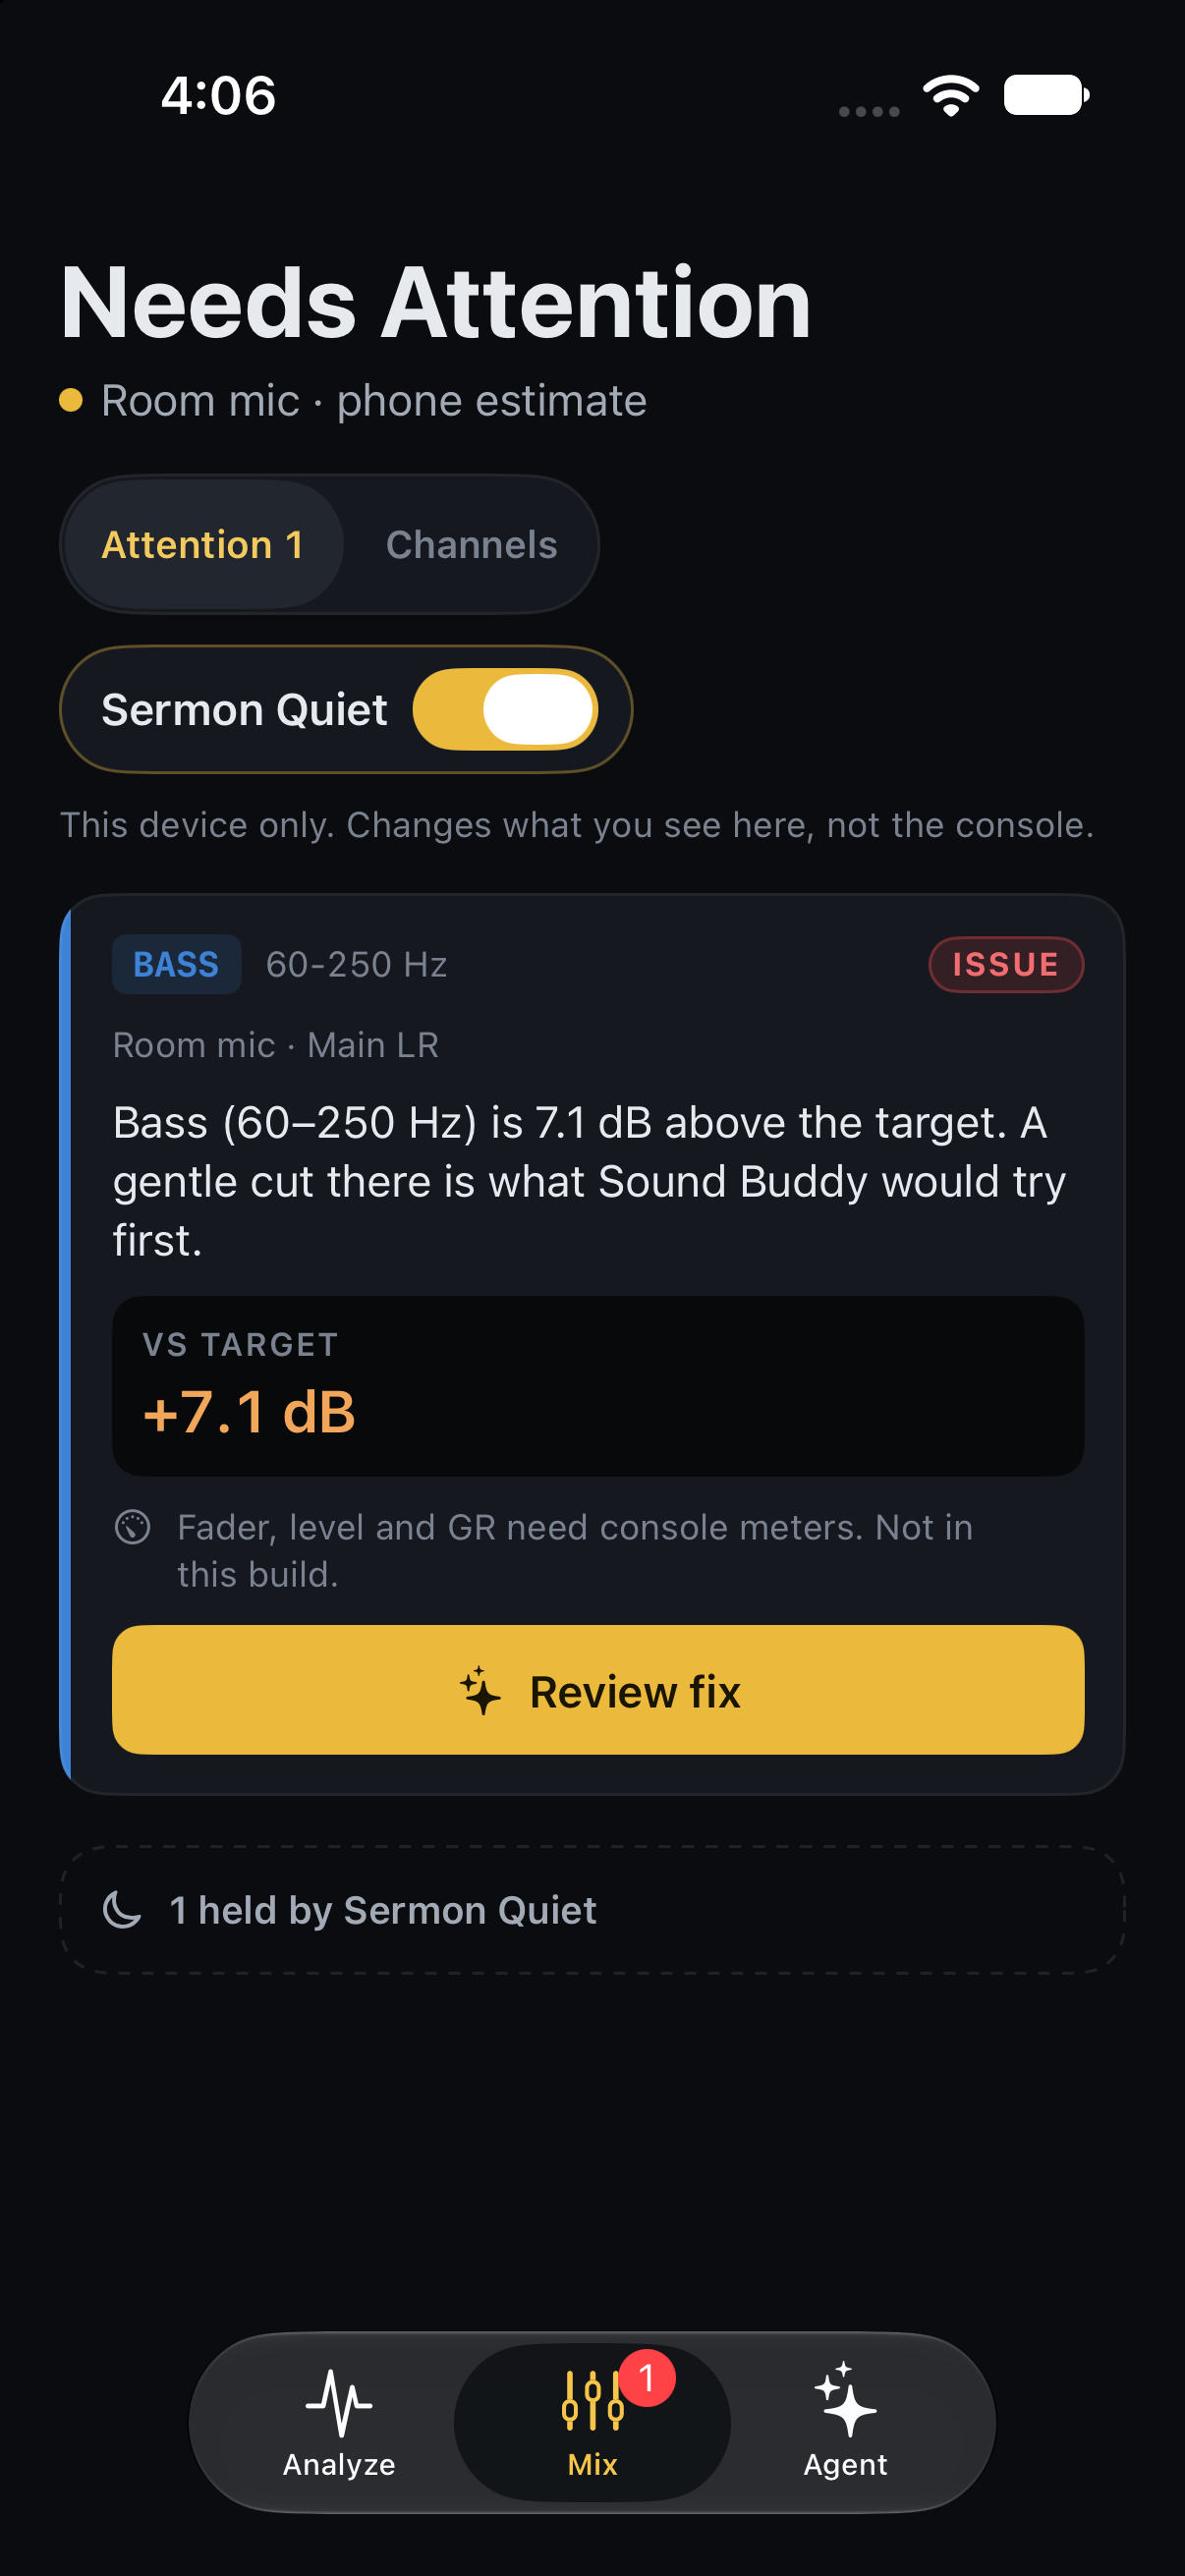 4:06
Needs Attention
Room mic · phone estimate
Attention 1 Channels
Sermon Quiet
This device only. Changes what you see here, not the console.
BASS 60-250 Hz ISSUE
Room mic · Main LR
Bass (60–250 Hz) is 7.1 dB above the target. A
gentle cut there is what Sound Buddy would try
first.
VS TARGET
+7.1 dB
Fader, level and GR need console meters. Not in
this build.
Review fix
1 held by Sermon Quiet
1
Analyze Mix Agent